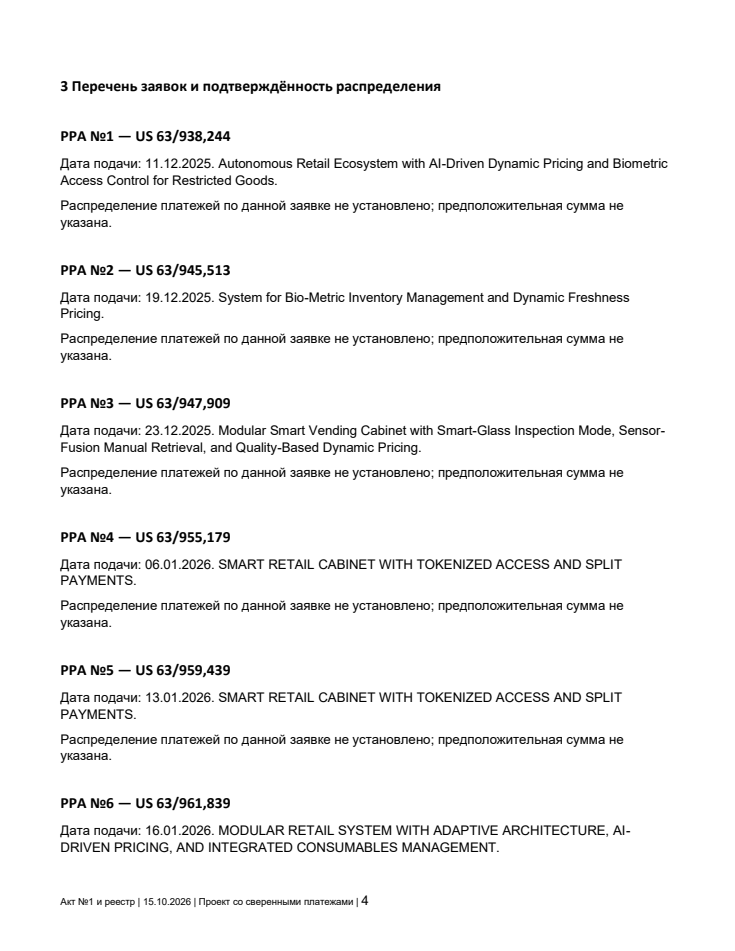 3 Перечень заявок и подтверждённость распределения
PPA №1 — US 63/938,244
Дата подачи: 11.12.2025. Autonomous Retail Ecosystem with AI-Driven Dynamic Pricing and Biometric
Access Control for Restricted Goods.
Распределение платежей по данной заявке не установлено; предположительная сумма не
указана.
PPA №2 — US 63/945,513
Дата подачи: 19.12.2025. System for Bio-Metric Inventory Management and Dynamic Freshness
Pricing.
Распределение платежей по данной заявке не установлено; предположительная сумма не
указана.
PPA №3 — US 63/947,909
Дата подачи: 23.12.2025. Modular Smart Vending Cabinet with Smart-Glass Inspection Mode, Sensor-
Fusion Manual Retrieval, and Quality-Based Dynamic Pricing.
Распределение платежей по данной заявке не установлено; предположительная сумма не
указана.
PPA №4 — US 63/955,179
Дата подачи: 06.01.2026. SMART RETAIL CABINET WITH TOKENIZED ACCESS AND SPLIT
PAYMENTS.
Распределение платежей по данной заявке не установлено; предположительная сумма не
указана.
PPA №5 — US 63/959,439
Дата подачи: 13.01.2026. SMART RETAIL CABINET WITH TOKENIZED ACCESS AND SPLIT
PAYMENTS.
Распределение платежей по данной заявке не установлено; предположительная сумма не
указана.
PPA №6 — US 63/961,839
Дата подачи: 16.01.2026. MODULAR RETAIL SYSTEM WITH ADAPTIVE ARCHITECTURE, AI-
DRIVEN PRICING, AND INTEGRATED CONSUMABLES MANAGEMENT.
Акт №1 и реестр | 15.10.2026 | Проект со сверенными платежами | 4